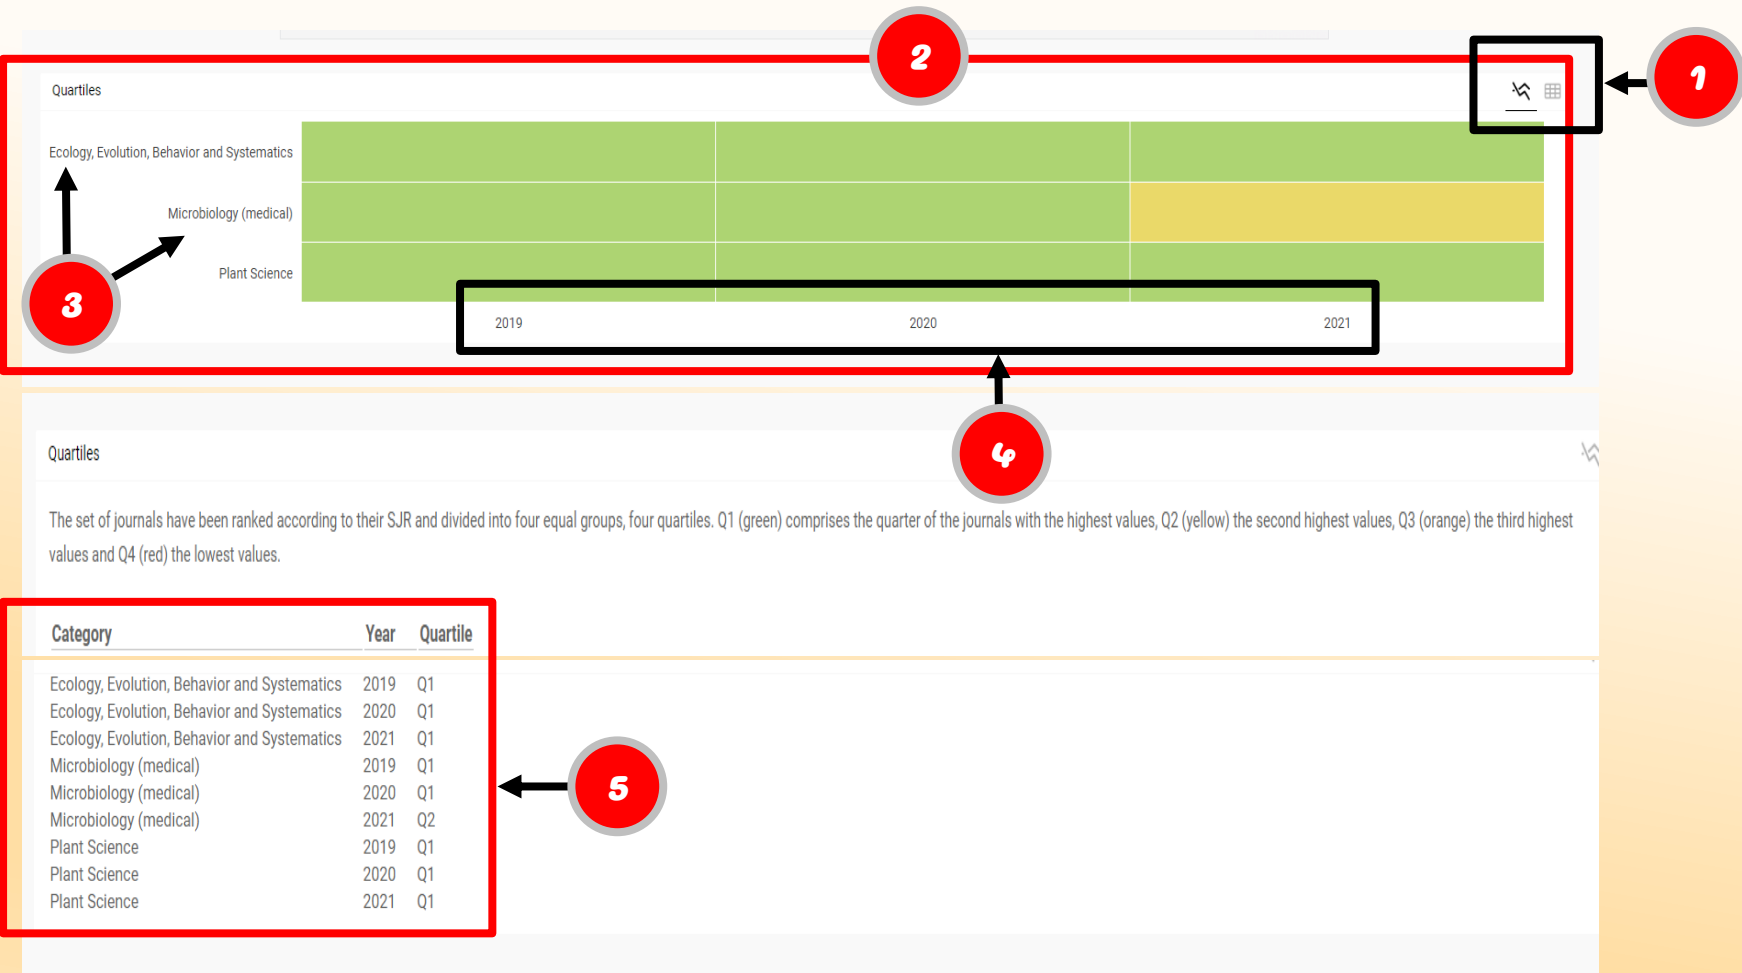 2
1
Quartiles
Ecology, Evolution, Behavior and Systematics
Microbiology (medical)
Plant Science
3
2019 2020 2021
4
Quartiles
The set of journals have been ranked according to their SJR and divided into four equal groups, four quartiles. Q1 (green) comprises the quarter of the journals with the highest values, Q2 (yellow) the second highest values, Q3 (orange) the third highest
values and Q4 (red) the lowest values.
Category Year Quartile
Ecology, Evolution, Behavior and Systematics 2019 Q1
Ecology, Evolution, Behavior and Systematics 2020 Q1
Ecology, Evolution, Behavior and Systematics 2021 Q1
Microbiology (medical) 2019 Q1
Microbiology (medical) 2020 Q1
Microbiology (medical) 2021 Q2
Plant Science 2019 Q1
Plant Science 2020 Q1
Plant Science 2021 Q1
5